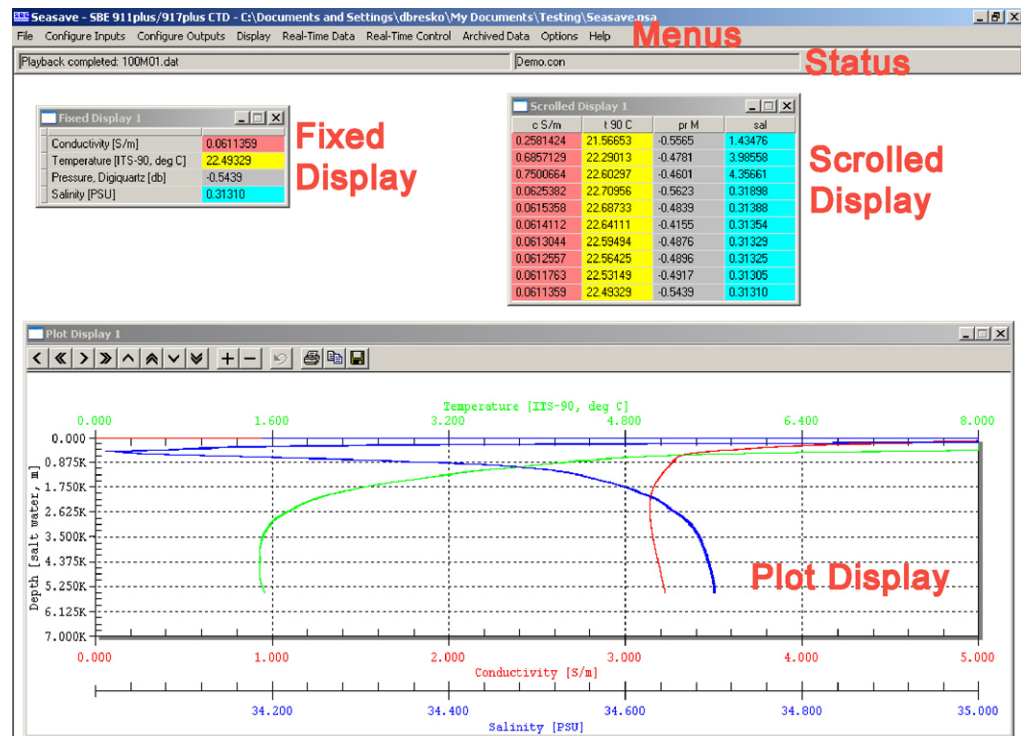 SBE Seasave - SBE 911plus/917plus CTD - C:\Documents and Settings\dbresko\My Documents\Testing\Seasave.psa
File Configure Inputs Configure Outputs Display Real-Time Data Real-Time Control Archived Data Options Help
Menus
Playback completed: 100M01.dat Demo.con
Status
Fixed Display 1
Conductivity [S/m] 0.0611359
Temperature [ITS-90, deg C] 22.49329
Pressure, Digiquartz [db] -0.5439
Salinity [PSU] 0.31310
Fixed
Display
Scrolled Display 1
c S/m t 90 C pr M sal
0.2581424 21.56653 -0.5565 1.43476
0.6857129 22.29013 -0.4781 3.98558
0.7500664 22.60297 -0.4601 4.35661
0.0625382 22.70956 -0.5623 0.31898
0.0615358 22.68733 -0.4839 0.31388
0.0614112 22.64111 -0.4155 0.31354
0.0613044 22.59494 -0.4876 0.31329
0.0612557 22.56425 -0.4896 0.31325
0.0611763 22.53149 -0.4917 0.31305
0.0611359 22.49329 -0.5439 0.31310
Scrolled
Display
Plot Display 1
Temperature [ITS-90, deg C]
0.000 1.600 3.200 4.800 6.400 8.000
Depth [salt water, m]
0.000
0.875K
1.750K
2.625K
3.500K
4.375K
5.250K
6.125K
7.000K
Plot Display
0.000 1.000 2.000 3.000 4.000 5.000
Conductivity [S/m]
34.200 34.400 34.600 34.800 35.000
Salinity [PSU]